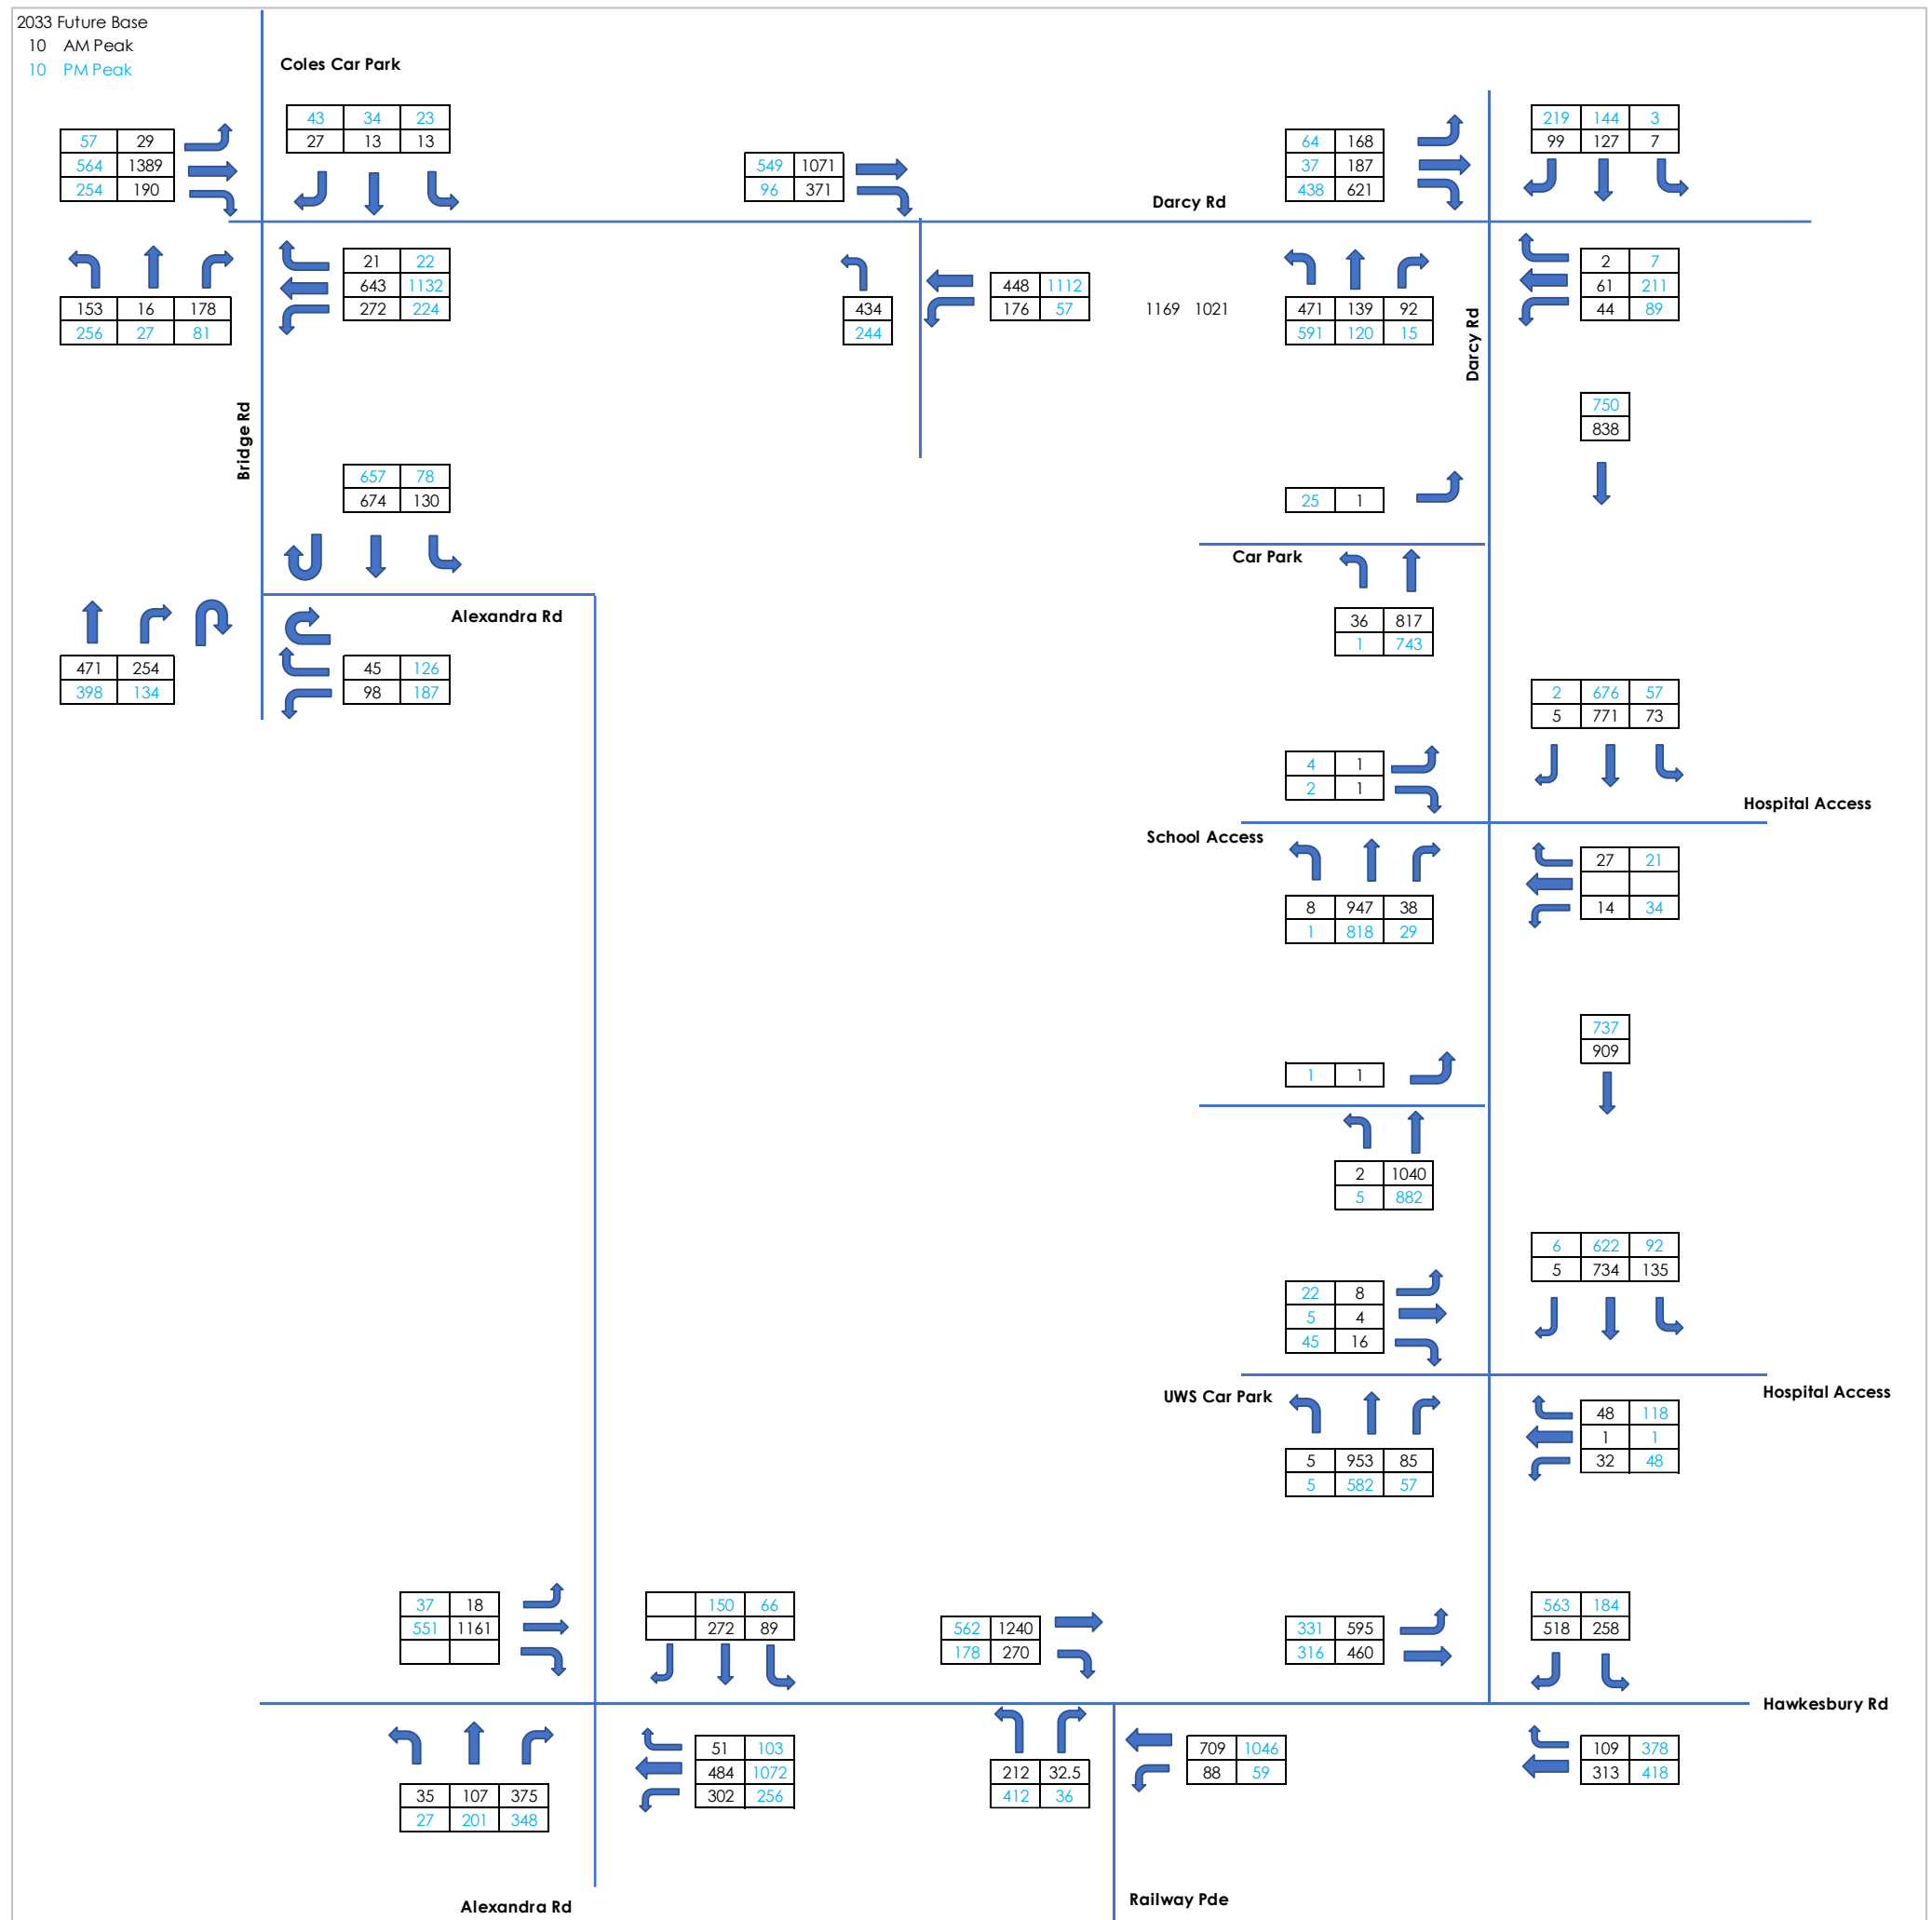 2033 Future Base
10 AM Peak
10 PM Peak
Coles Car Park
43 34 23
27 13 13
57 29
564 1389
254 190
549 1071
96 371
Darcy Rd
64 168
37 187
438 621
219 144 3
99 127 7
153 16 178
256 27 81
21 22
643 1132
272 224
434
244
448 1112
176 57
1169 1021
471 139 92
591 120 15
Darcy Rd
2 7
61 211
44 89
750
838
Bridge Rd
657 78
674 130
25 1
Car Park
36 817
1 743
Alexandra Rd
471 254
398 134
45 126
98 187
2 676 57
5 771 73
4 1
2 1
Hospital Access
School Access
8 947 38
1 818 29
27 21
14 34
737
909
1 1
2 1040
5 882
6 622 92
5 734 135
22 8
5 4
45 16
UWS Car Park
Hospital Access
5 953 85
5 582 57
48 118
1 1
32 48
37 18
551 1161
150 66
272 89
562 1240
178 270
331 595
316 460
563 184
518 258
Hawkesbury Rd
35 107 375
27 201 348
51 103
484 1072
302 256
212 32.5
412 36
709 1046
88 59
109 378
313 418
Alexandra Rd
Railway Pde